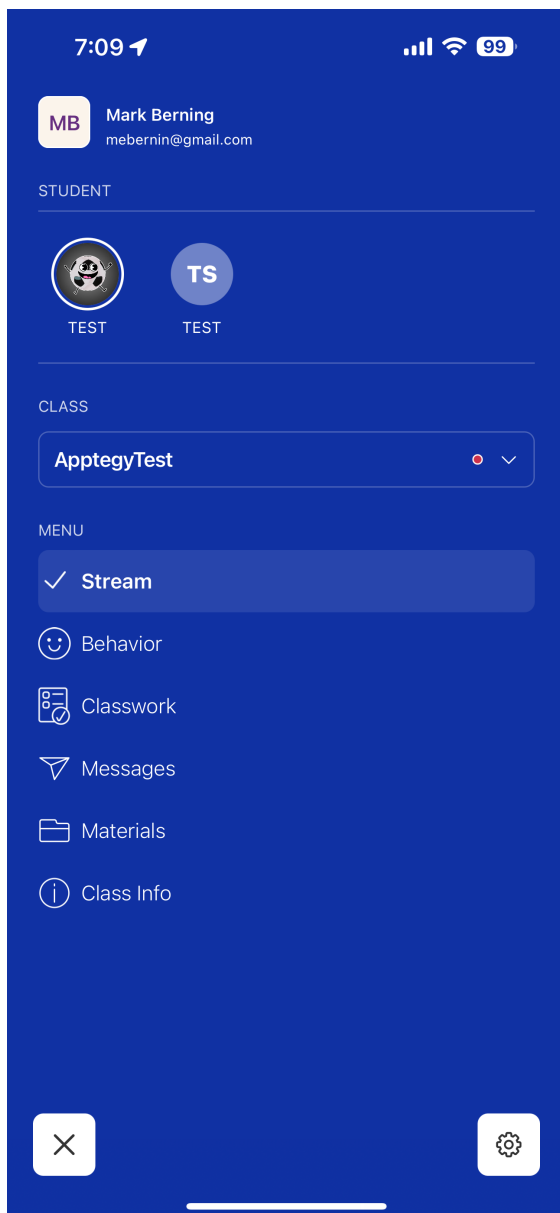 7:09
99
MB
Mark Berning
mebernin@gmail.com
STUDENT
TS
TEST
TEST
CLASS
ApptegyTest
MENU
Stream
Behavior
Classwork
Messages
Materials
Class Info